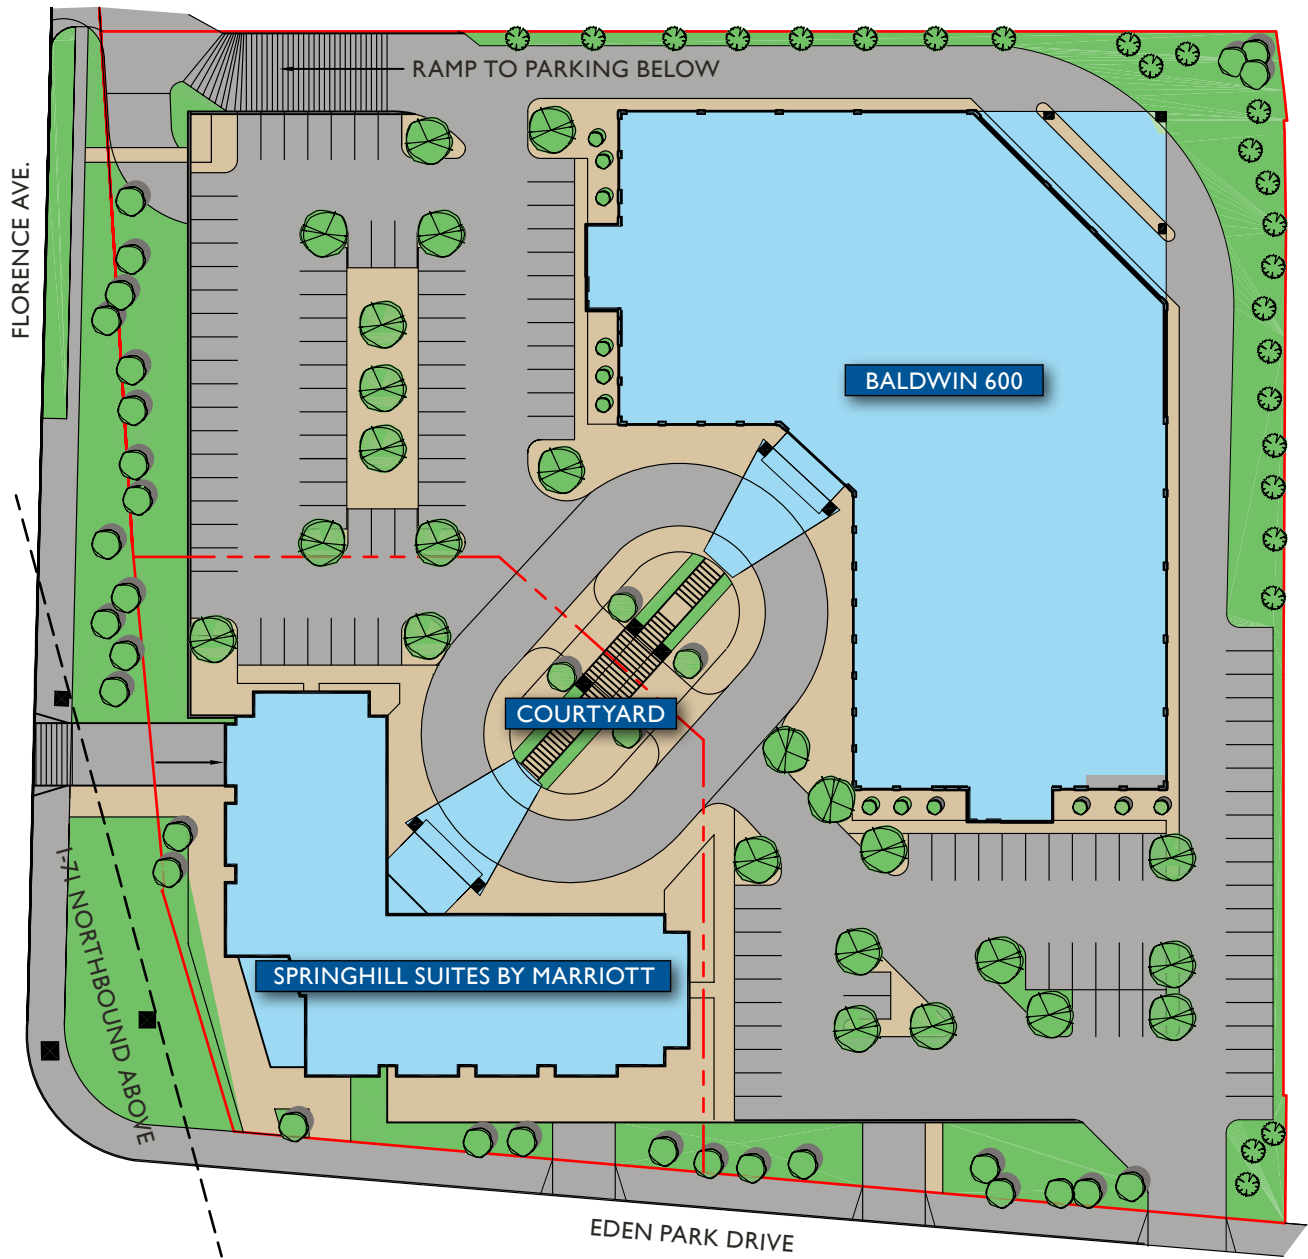 RAMP TO PARKING BELOW
FLORENCE AVE.
BALDWIN 600
COURTYARD
I-71 NORTHBOUND ABOVE
SPRINGHILL SUITES BY MARRIOTT
EDEN PARK DRIVE